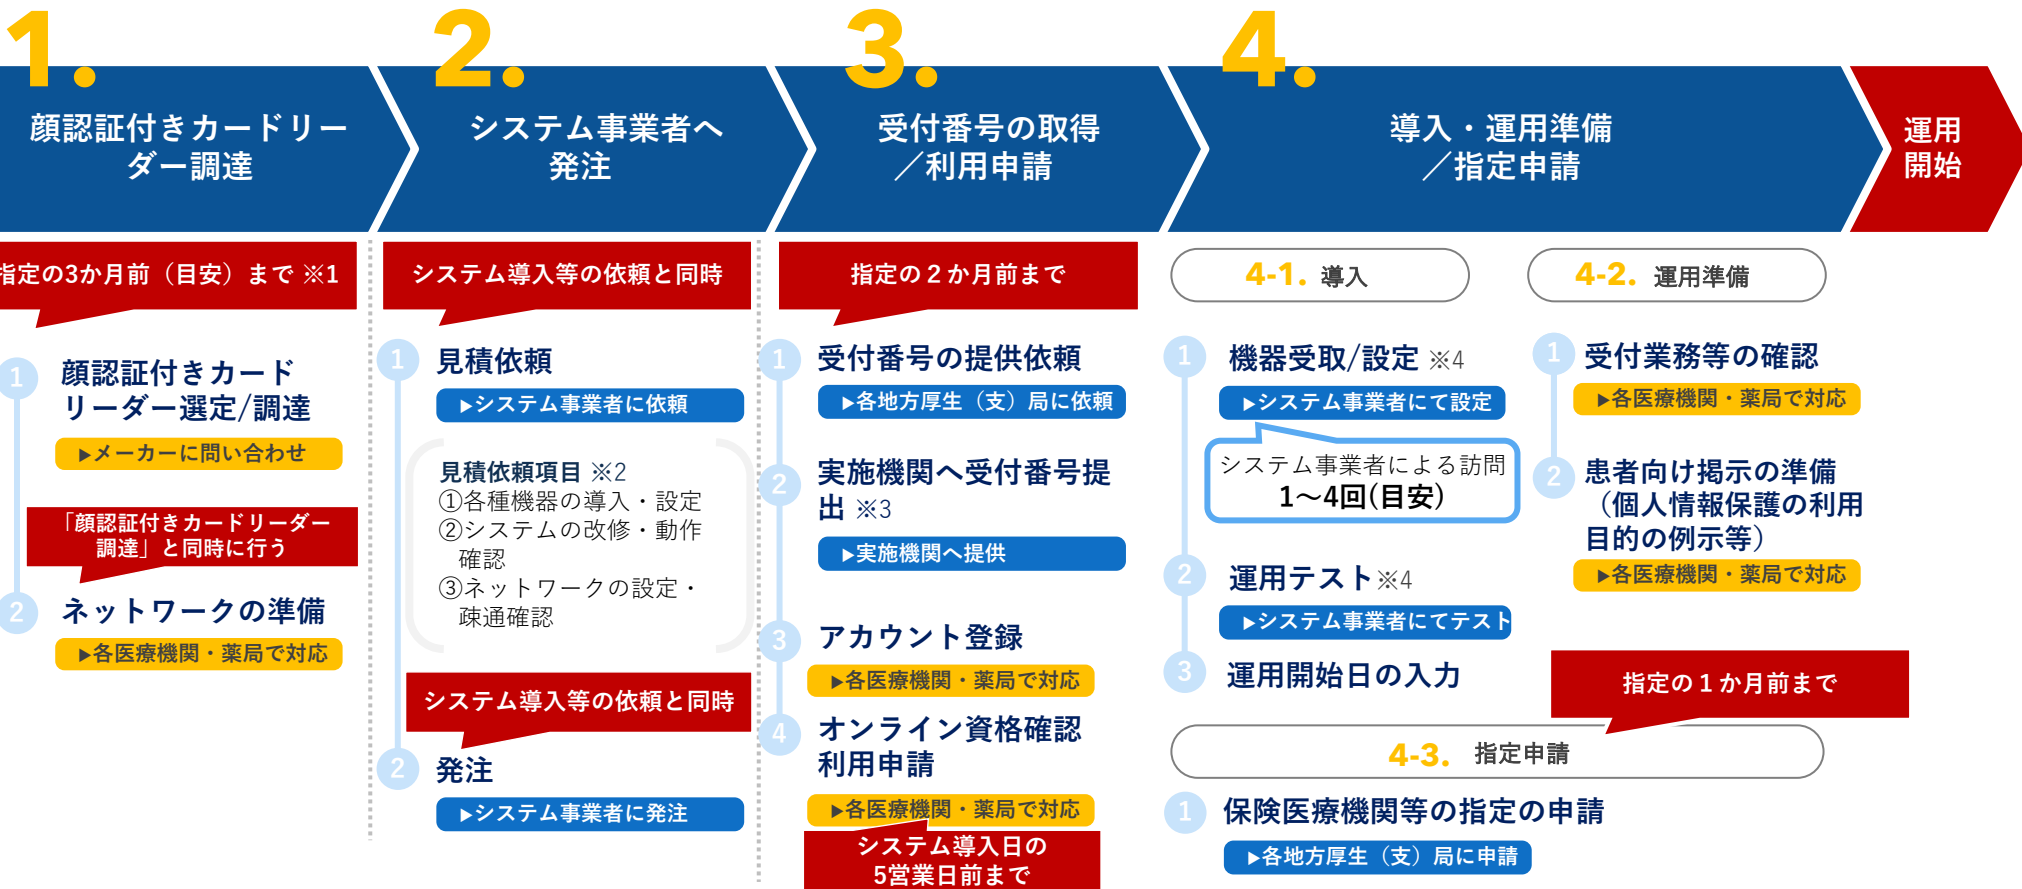 1.
顔認証付きカードリー
ダー調達
2.
システム事業者へ
発注
3.
受付番号の取得
／利用申請
4.
導入・運用準備
／指定申請
運用
開始
指定の3か月前（目安）まで ※1
1
顔認証付きカード
リーダー選定/調達
▶メーカーに問い合わせ
「顔認証付きカードリーダー
調達」と同時に行う
2
ネットワークの準備
▶各医療機関・薬局で対応
システム導入等の依頼と同時
1
見積依頼
▶システム事業者に依頼
見積依頼項目 ※2
①各種機器の導入・設定
②システムの改修・動作
確認
③ネットワークの設定・
疎通確認
システム導入等の依頼と同時
2
発注
▶システム事業者に発注
指定の２か月前まで
1
受付番号の提供依頼
▶各地方厚生（支）局に依頼
2
実施機関へ受付番号提
出 ※3
▶実施機関へ提供
3
アカウント登録
▶各医療機関・薬局で対応
4
オンライン資格確認
利用申請
▶各医療機関・薬局で対応
システム導入日の
5営業日前まで
4-1. 導入
1
機器受取/設定 ※4
▶システム事業者にて設定
システム事業者による訪問
1～4回(目安)
2
運用テスト※4
▶システム事業者にてテスト
3
運用開始日の入力
4-2. 運用準備
1
受付業務等の確認
▶各医療機関・薬局で対応
2
患者向け掲示の準備
（個人情報保護の利用
目的の例示等）
▶各医療機関・薬局で対応
指定の１か月前まで
4-3. 指定申請
1
保険医療機関等の指定の申請
▶各地方厚生（支）局に申請